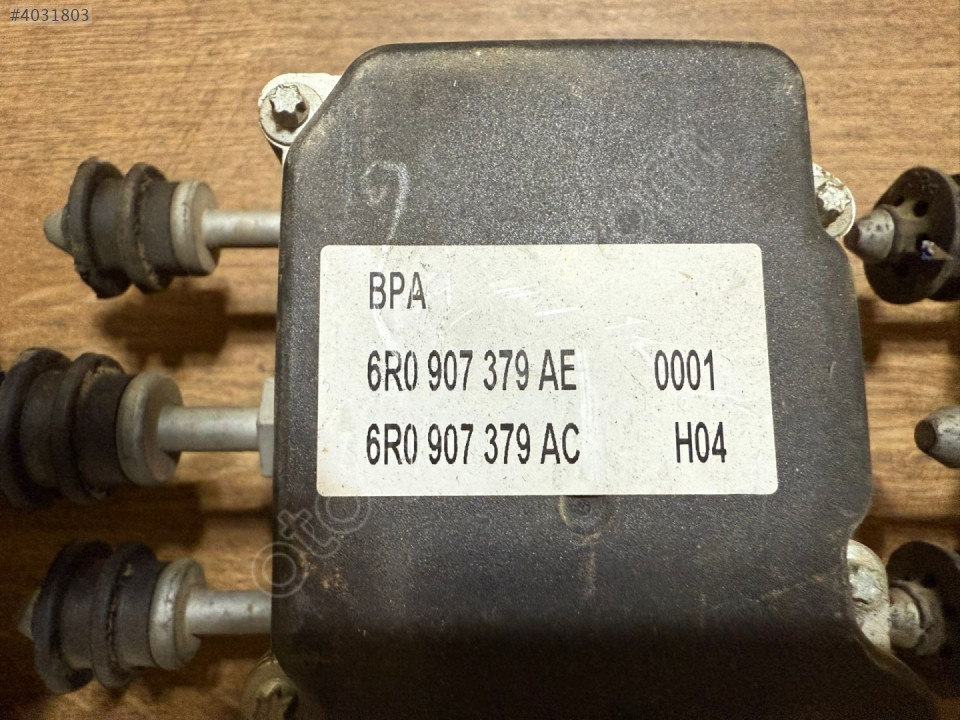 #4031803
BPA
6R0 907 379 AE 0001
6R0 907 379 AC H04